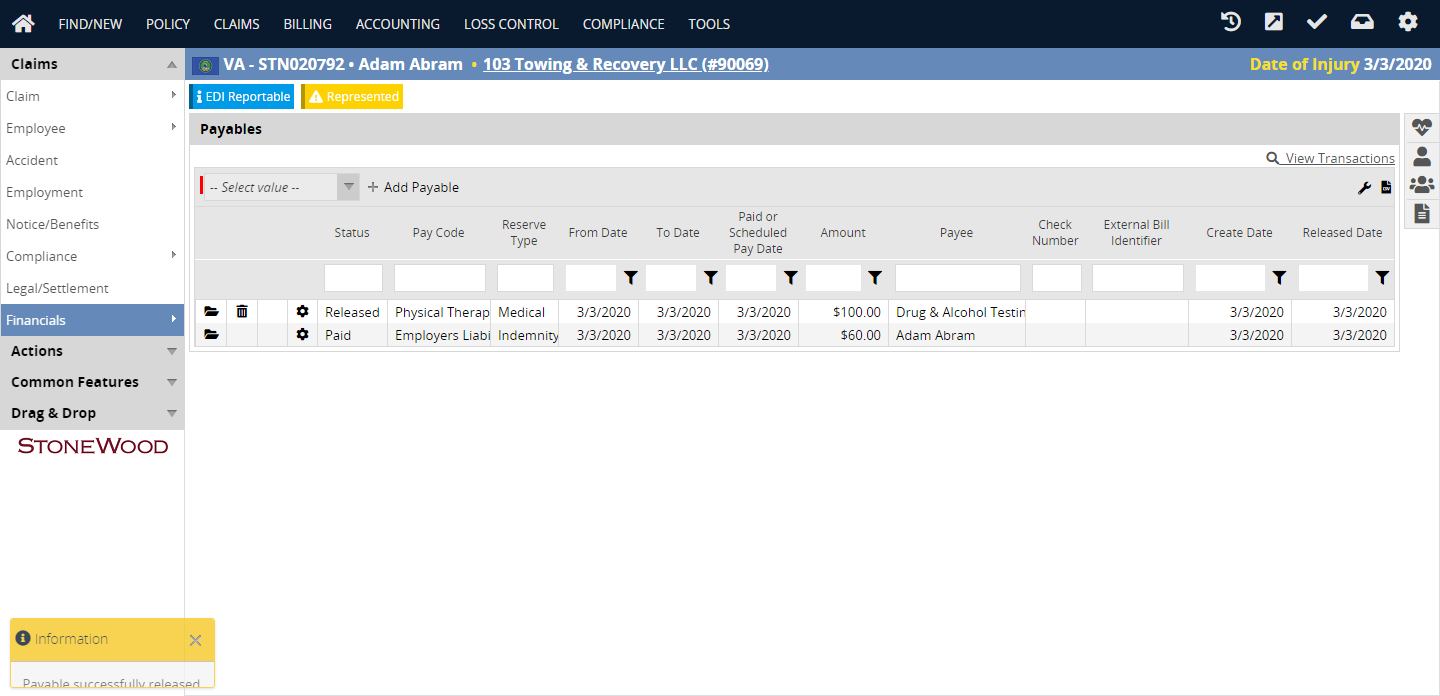 FIND/NEW POLICY CLAIMS BILLING ACCOUNTING LOSS CONTROL COMPLIANCE TOOLS
Claims
Claim
Employee
Accident
Employment
Notice/Benefits
Compliance
Legal/Settlement
Financials
Actions
Common Features
Drag & Drop
STONEWOOD
VA - STN020792 • Adam Abram • 103 Towing & Recovery LLC (#90069) Date of Injury 3/3/2020
EDI Reportable Represented
Payables
View Transactions
-- Select value -- Add Payable
Status Pay Code Reserve Type From Date To Date Paid or Scheduled Pay Date Amount Payee Check Number External Bill Identifier Create Date Released Date
Released Physical Therap Medical 3/3/2020 3/3/2020 3/3/2020 $100.00 Drug & Alcohol Testin 3/3/2020 3/3/2020
Paid Employers Liabi Indemnity 3/3/2020 3/3/2020 3/3/2020 $60.00 Adam Abram 3/3/2020 3/3/2020
Information
Payable successfully released